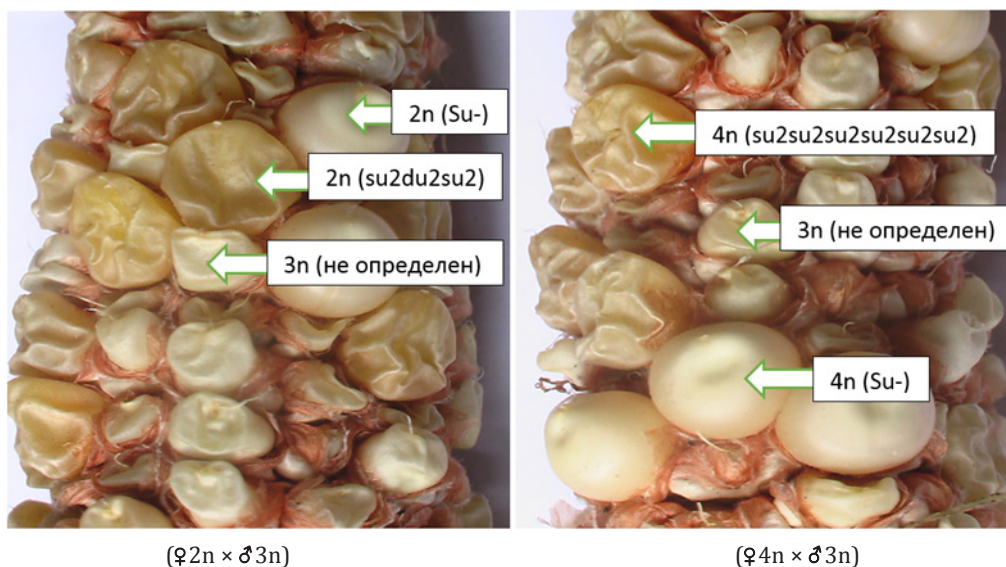 2n (Su-)
2n (su2du2su2)
3n (не определен)
4n (su2su2su2su2su2su2)
3n (не определен)
4n (Su-)
(♀2n × ♂3n)
(♀4n × ♂3n)